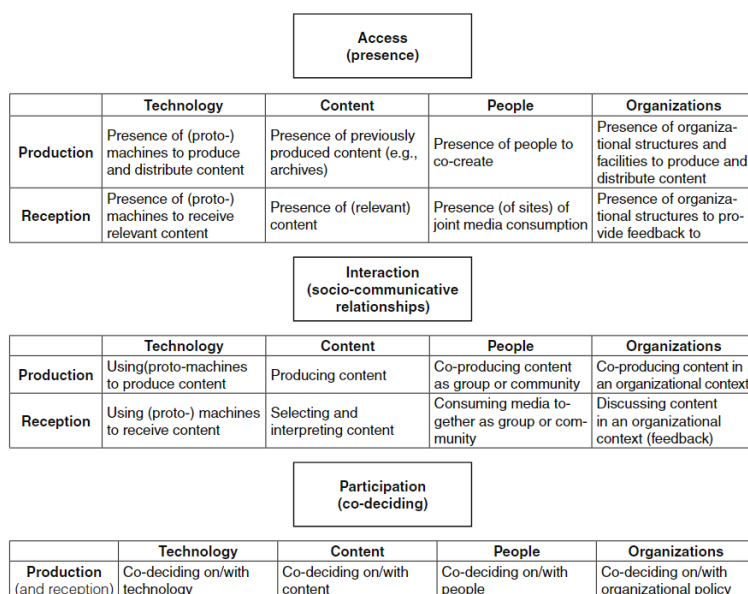 Access
(presence)
Technology Content People Organizations
Production
Presence of (proto-)
machines to produce
and distribute content
Presence of previously
produced content (e.g.,
archives)
Presence of people to
co-create
Presence of organiza-
tional structures and
facilities to produce and
distribute content
Reception
Presence of (proto-)
machines to receive
relevant content
Presence of (relevant)
content
Presence (of sites) of
joint media consumption
Presence of organiza-
tional structures to pro-
vide feedback to
Interaction
(socio-communicative
relationships)
Technology Content People Organizations
Production
Using(proto-machines
to produce content
Producing content
Co-producing content
as group or community
Co-producing content in
an organizational context
Reception
Using (proto-) machines
to receive content
Selecting and
interpreting content
Consuming media to-
gether as group or com-
munity
Discussing content
in an organizational
context (feedback)
Participation
(co-deciding)
Technology Content People Organizations
Production
(and reception)
Co-deciding on/with
technology
Co-deciding on/with
content
Co-deciding on/with
people
Co-deciding on/with
organizational policy